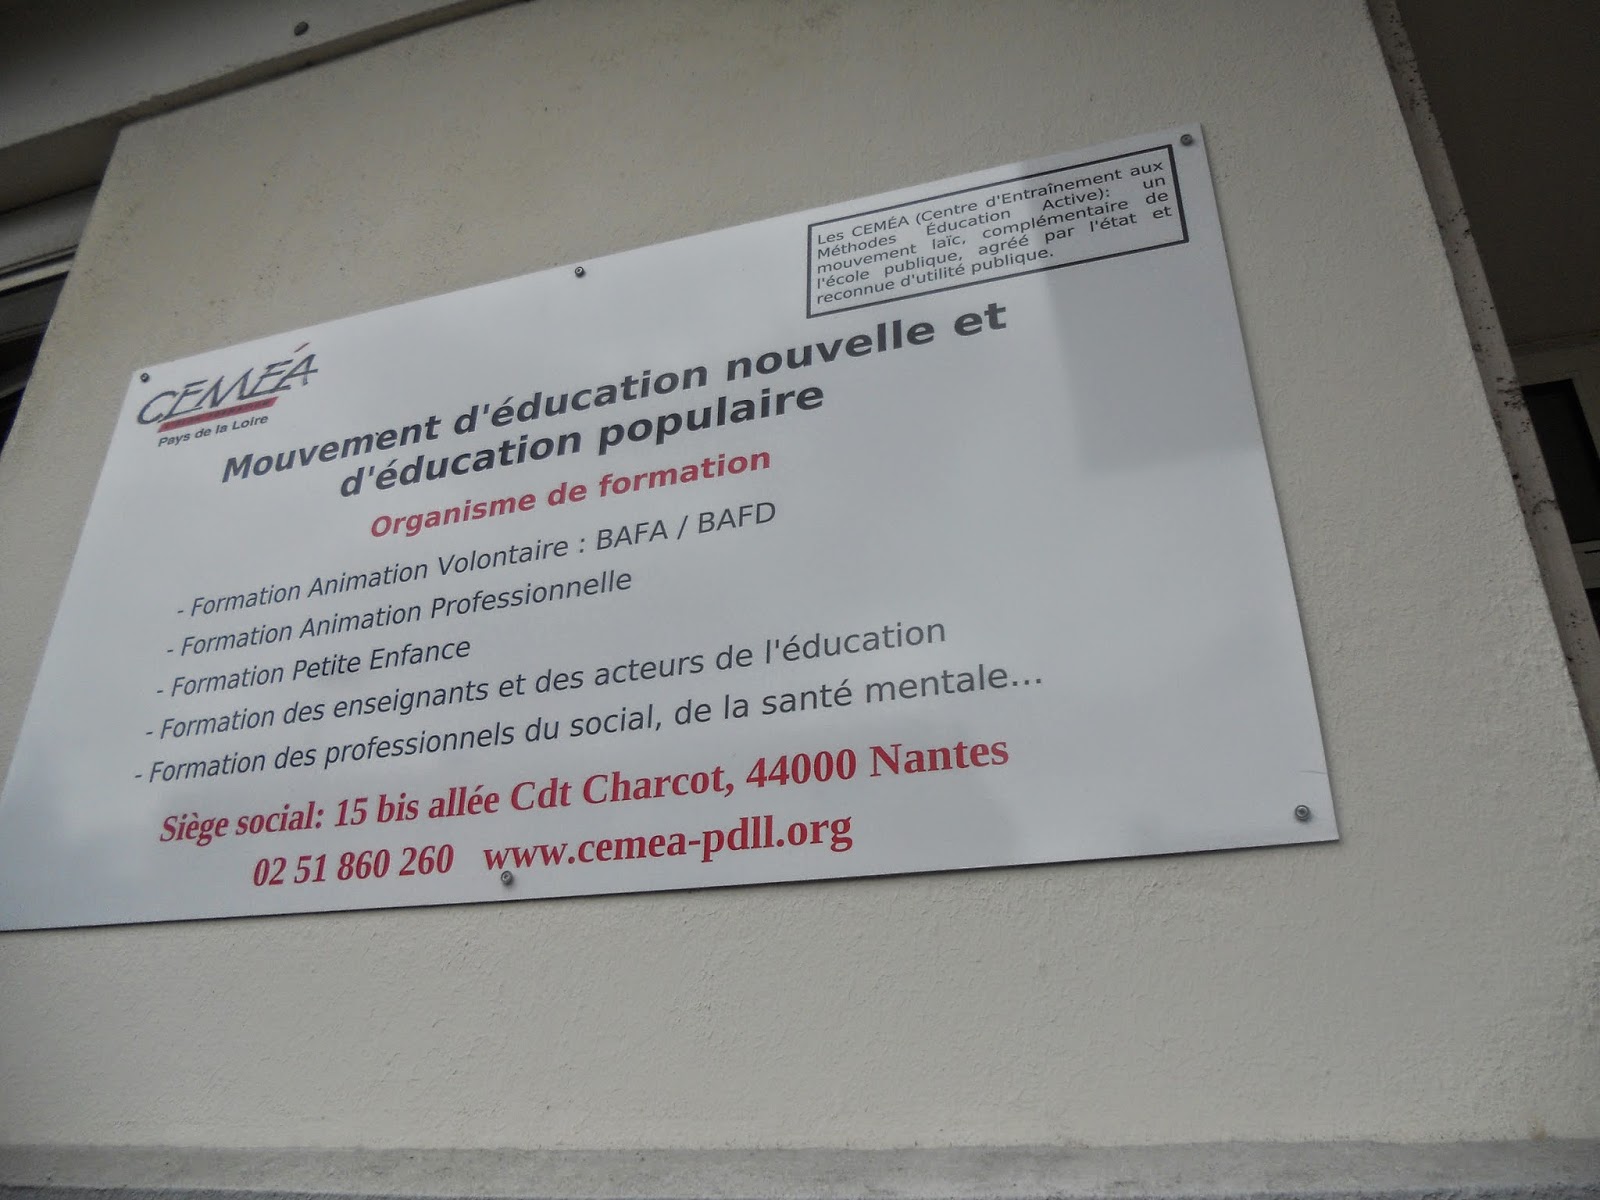 Les CEMÉA (Centre d'Entraînement aux
Méthodes Éducation Active): un
mouvement laïc, complémentaire de
l'école publique, agréé par l'état et
reconnue d'utilité publique.
CEMÉA
Pays de la Loire
Mouvement d'éducation nouvelle et
d'éducation populaire
Organisme de formation
- Formation Animation Volontaire : BAFA / BAFD
- Formation Animation Professionnelle
- Formation Petite Enfance
- Formation des enseignants et des acteurs de l'éducation
- Formation des professionnels du social, de la santé mentale...
Siège social: 15 bis allée Cdt Charcot, 44000 Nantes
02 51 860 260 www.cemea-pdll.org